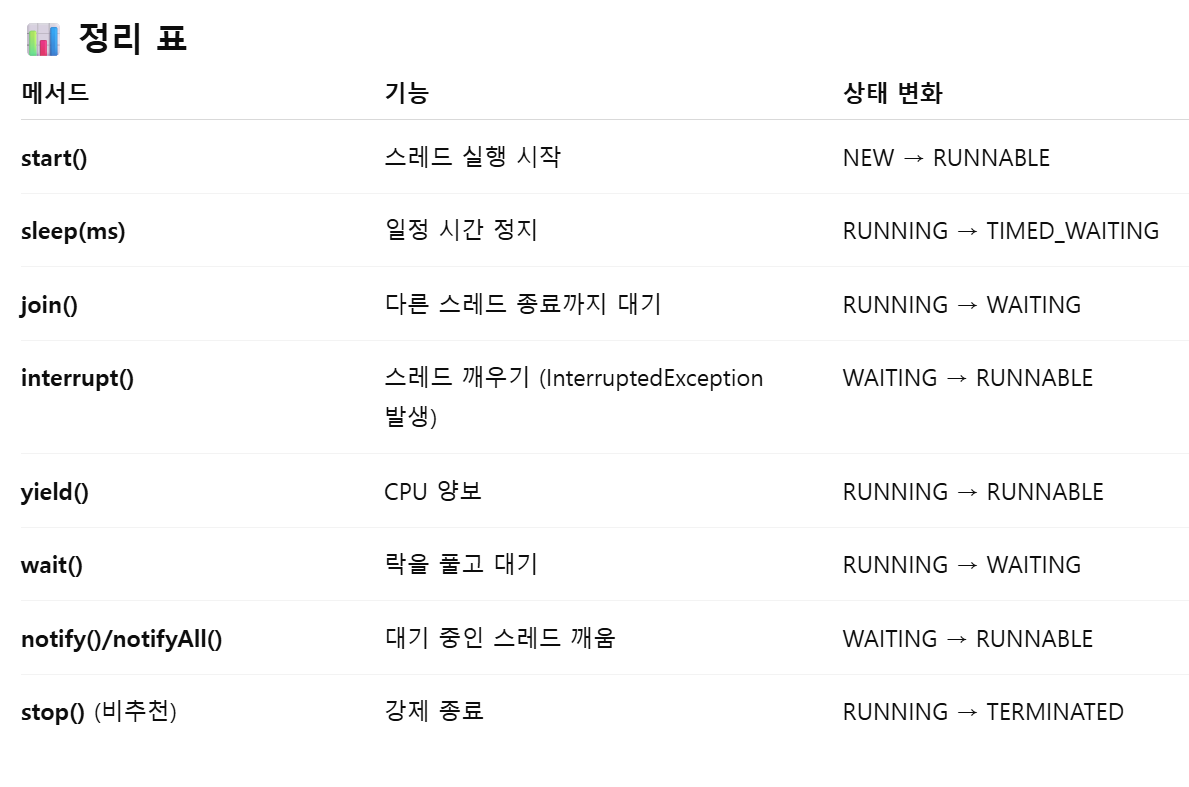 📊 정리 표
메서드 기능 상태 변화
start() 스레드 실행 시작 NEW → RUNNABLE
sleep(ms) 일정 시간 정지 RUNNING → TIMED_WAITING
join() 다른 스레드 종료까지 대기 RUNNING → WAITING
interrupt() 스레드 깨우기 (InterruptedException WAITING → RUNNABLE
발생)
yield() CPU 양보 RUNNING → RUNNABLE
wait() 락을 풀고 대기 RUNNING → WAITING
notify()/notifyAll() 대기 중인 스레드 깨움 WAITING → RUNNABLE
stop() (비추천) 강제 종료 RUNNING → TERMINATED